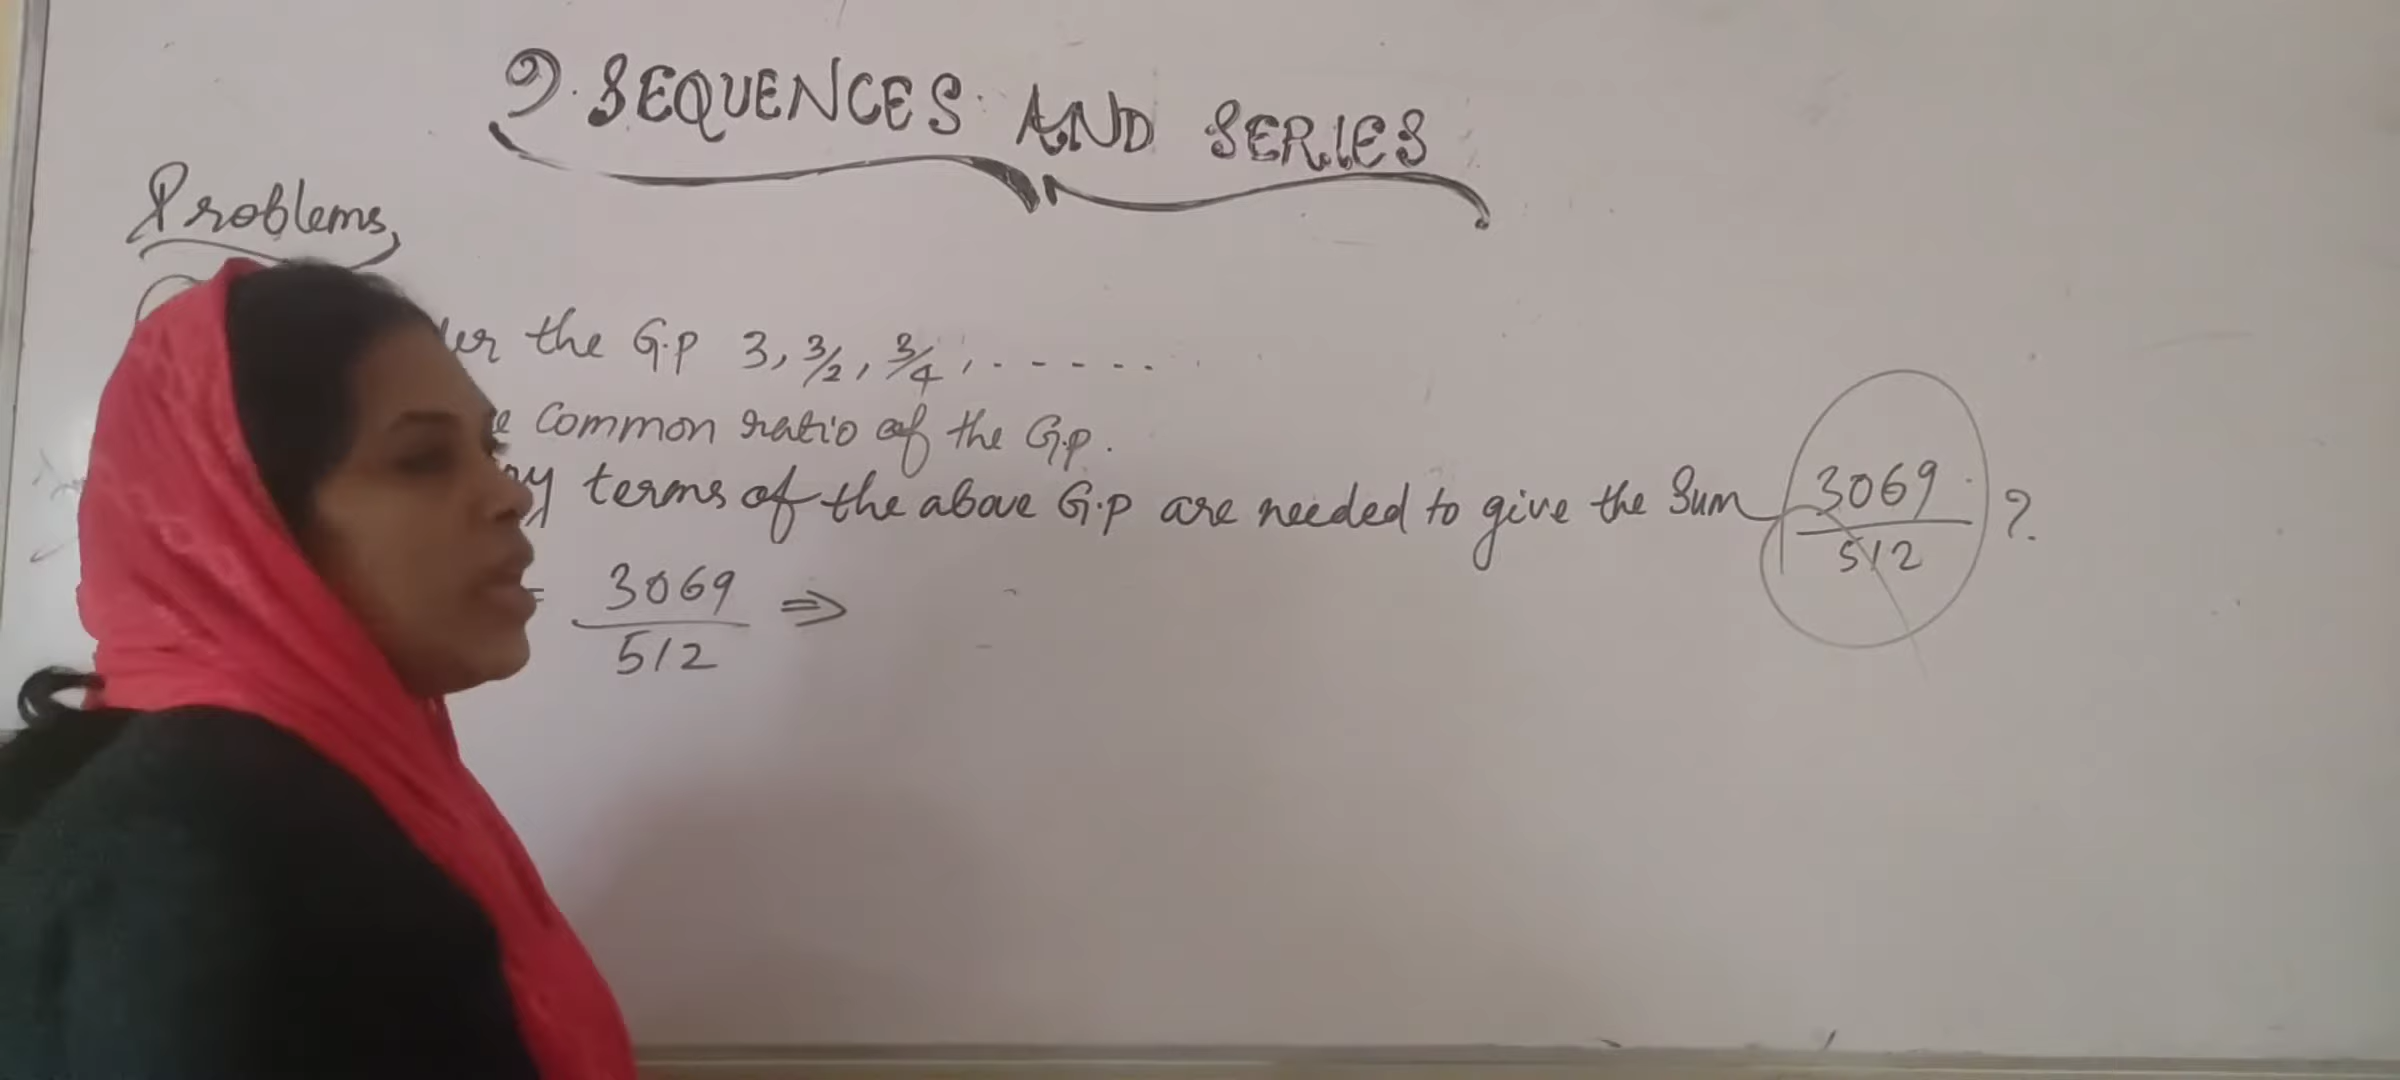 9. SEQUENCES AND SERIES
Problems,
the G.P 3, 3/2, 3/4, ......
common ratio of the G.p.
terms of the above G.p are needed to give the Sum 3069/512 ?
= 3069/512 ⇒